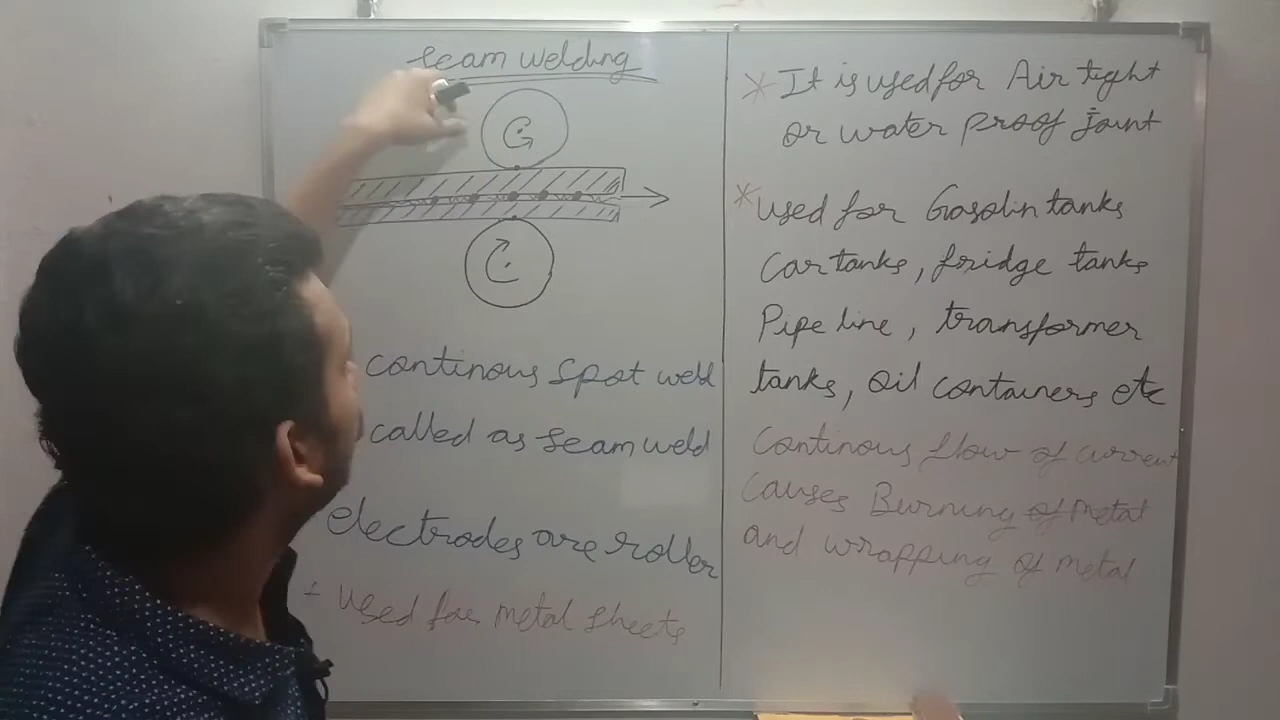 seam welding
continous spot weld
called as seam weld
electrodes are roller
used for metal sheets
* It is used for Air tight
or water proof joint
* used for Gasolin tanks
car tanks, fridge tanks
Pipe line, transformer
tanks, oil containers etc
Continous flow of current
causes Burning of metal
and wrapping of metal